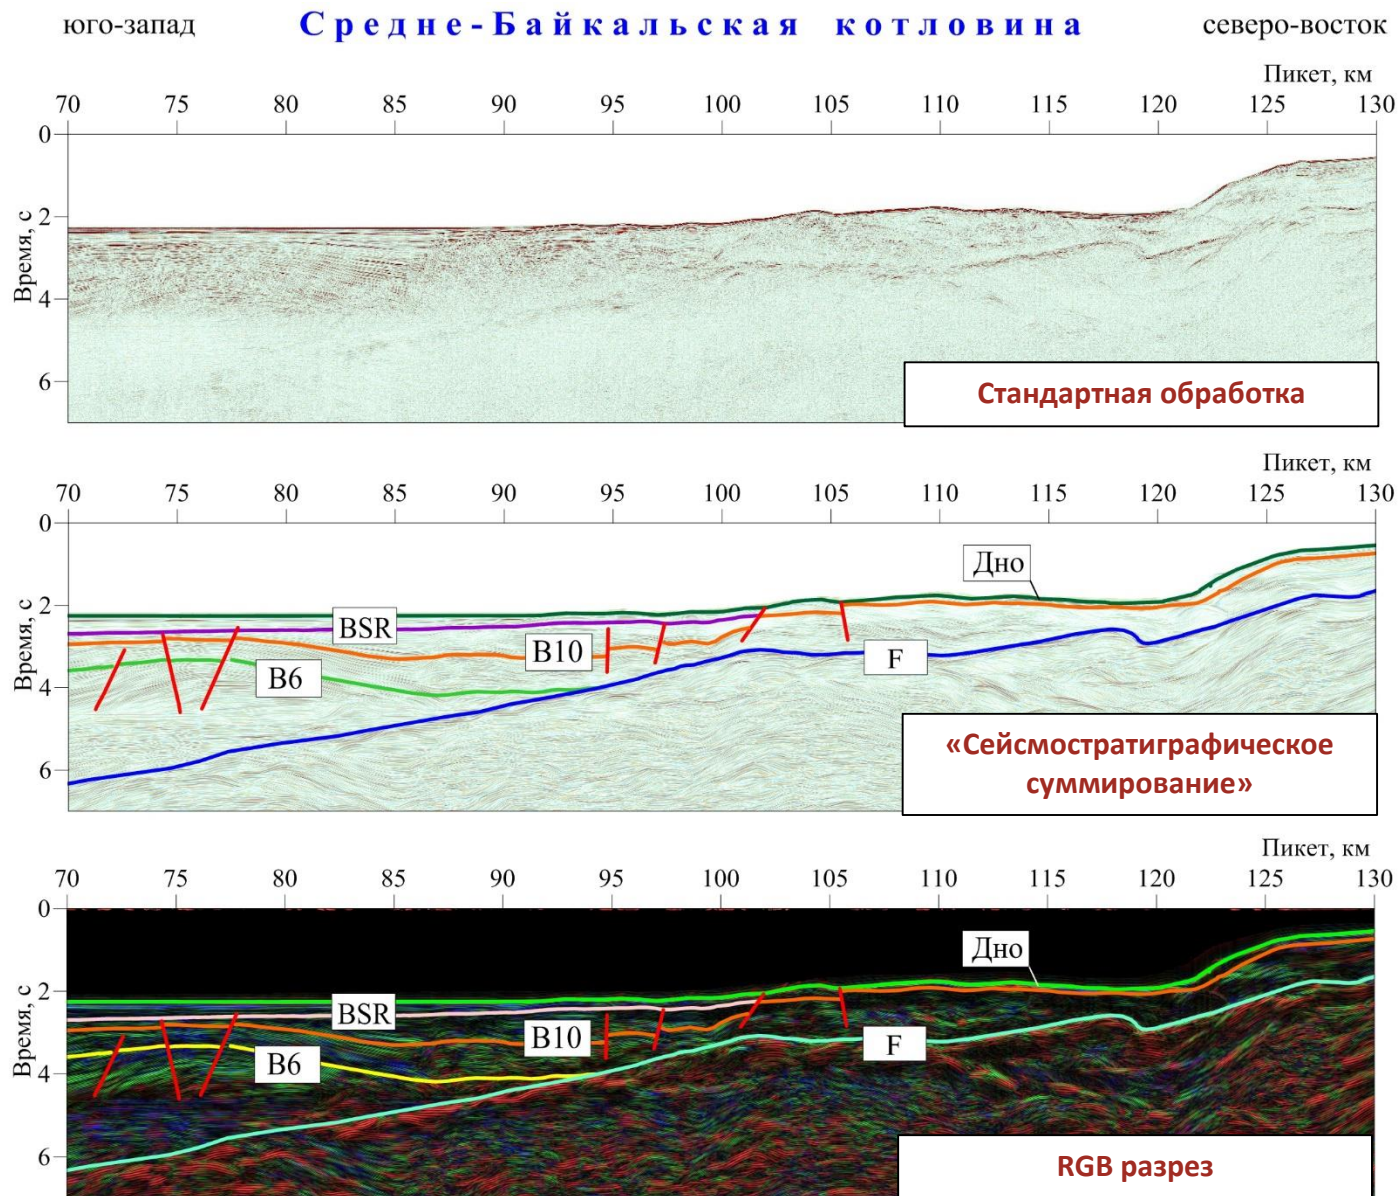 юго-запад Средне-Байкальская котловина северо-восток
Пикет, км
70 75 80 85 90 95 100 105 110 115 120 125 130
0
2
4
6
Время, с
Стандартная обработка
Пикет, км
70 75 80 85 90 95 100 105 110 115 120 125 130
0
2
4
6
Время, с
Дно
BSR
B10
F
B6
«Сейсмостратиграфическое
суммирование»
Пикет, км
70 75 80 85 90 95 100 105 110 115 120 125 130
0
2
4
6
Время, с
Дно
BSR
B10
F
B6
RGB разрез